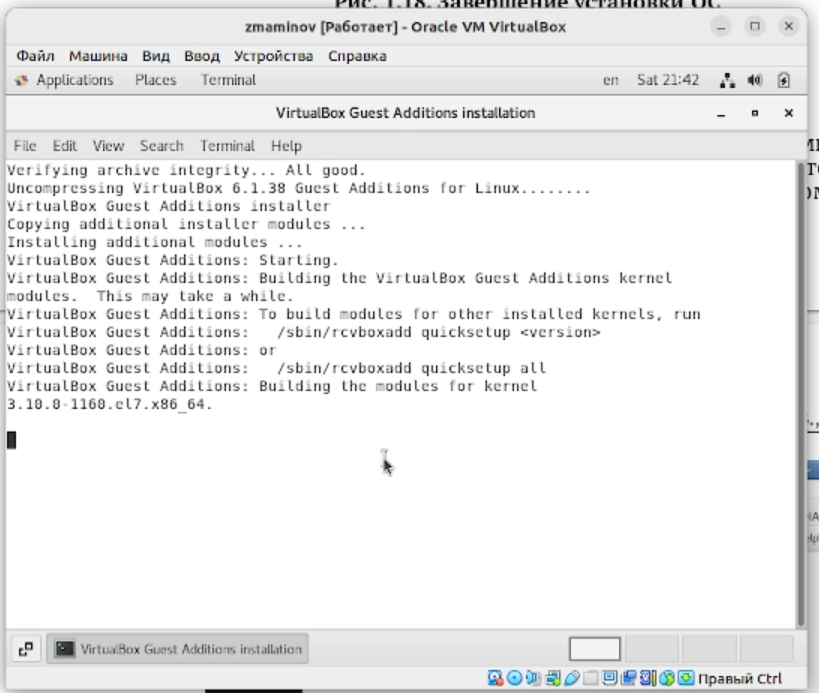 Рис. 1.18. Завершение установки ОС
zmaminov [Работает] - Oracle VM VirtualBox
Файл Машина Вид Ввод Устройства Справка
Applications Places Terminal en Sat 21:42
VirtualBox Guest Additions installation
File Edit View Search Terminal Help
Verifying archive integrity... All good.
Uncompressing VirtualBox 6.1.38 Guest Additions for Linux........
VirtualBox Guest Additions installer
Copying additional installer modules ...
Installing additional modules ...
VirtualBox Guest Additions: Starting.
VirtualBox Guest Additions: Building the VirtualBox Guest Additions kernel
modules.  This may take a while.
VirtualBox Guest Additions: To build modules for other installed kernels, run
VirtualBox Guest Additions:   /sbin/rcvboxadd quicksetup <version>
VirtualBox Guest Additions: or
VirtualBox Guest Additions:   /sbin/rcvboxadd quicksetup all
VirtualBox Guest Additions: Building the modules for kernel
3.10.0-1160.el7.x86_64.
VirtualBox Guest Additions installation
Правый Ctrl